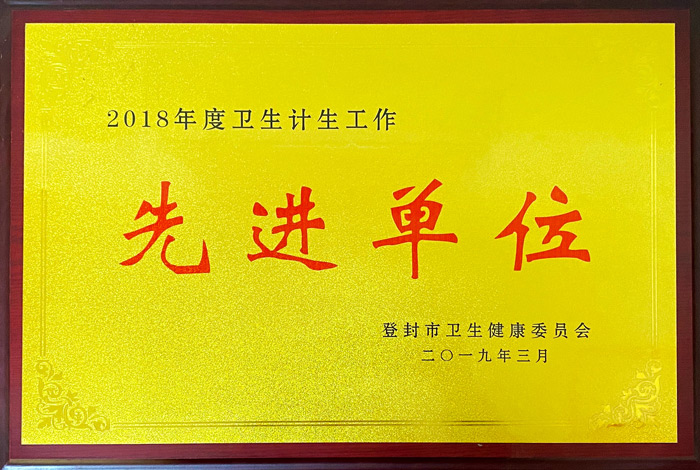 2018年度卫生计生工作
先进单位
登封市卫生健康委员会
二〇一九年三月